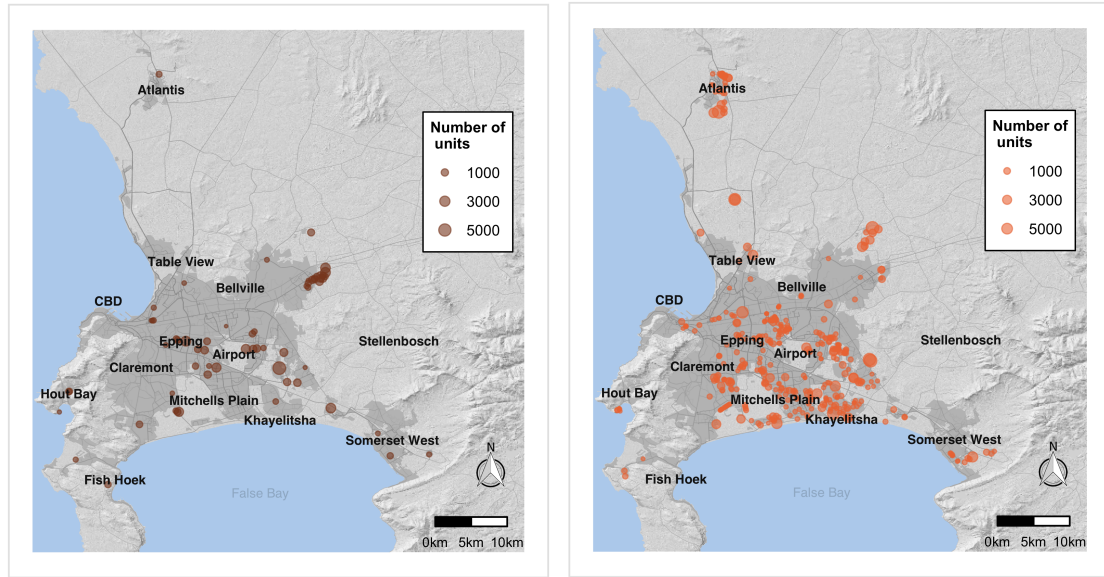 Atlantis
Number of
units
1000
3000
5000
Table View
Bellville
CBD
Epping
Stellenbosch
Airport
Claremont
Hout Bay
Mitchells Plain
Khayelitsha
Somerset West
N
Fish Hoek
False Bay
0km 5km 10km
Atlantis
Number of
units
1000
3000
5000
Table View
Bellville
CBD
Epping
Stellenbosch
Airport
Claremont
Hout Bay
Mitchells Plain
Khayelitsha
Somerset West
N
Fish Hoek
False Bay
0km 5km 10km